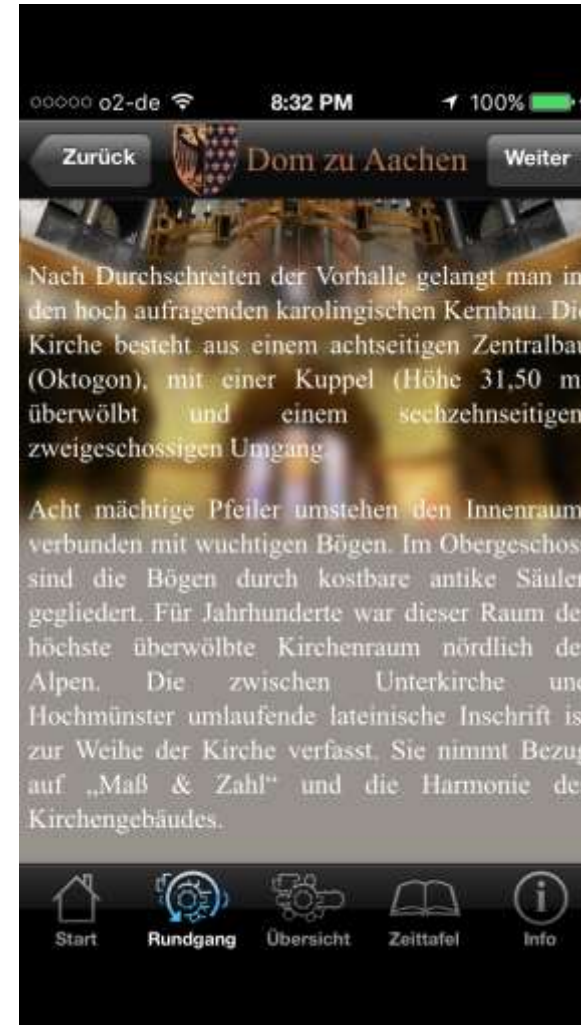 o2-de 8:32 PM 100%
Zurück Dom zu Aachen Weiter
Nach Durchschreiten der Vorhalle gelangt man in
den hoch aufragenden karolingischen Kernbau. Die
Kirche besteht aus einem achtseitigen Zentralbau
(Oktogon), mit einer Kuppel (Höhe 31,50 m
überwölbt und einem sechzehnseitigen
zweigeschossigen Umgang.
Acht mächtige Pfeiler umstehen den Innenraum
verbunden mit wuchtigen Bögen. Im Obergeschos
sind die Bögen durch kostbare antike Säulen
gegliedert. Für Jahrhunderte war dieser Raum de
höchste überwölbte Kirchenraum nördlich de
Alpen. Die zwischen Unterkirche und
Hochmünster umlaufende lateinische Inschrift is
zur Weihe der Kirche verfasst. Sie nimmt Bezug
auf „Maß & Zahl“ und die Harmonie de
Kirchengebäudes.
Start Rundgang Übersicht Zeittafel Info